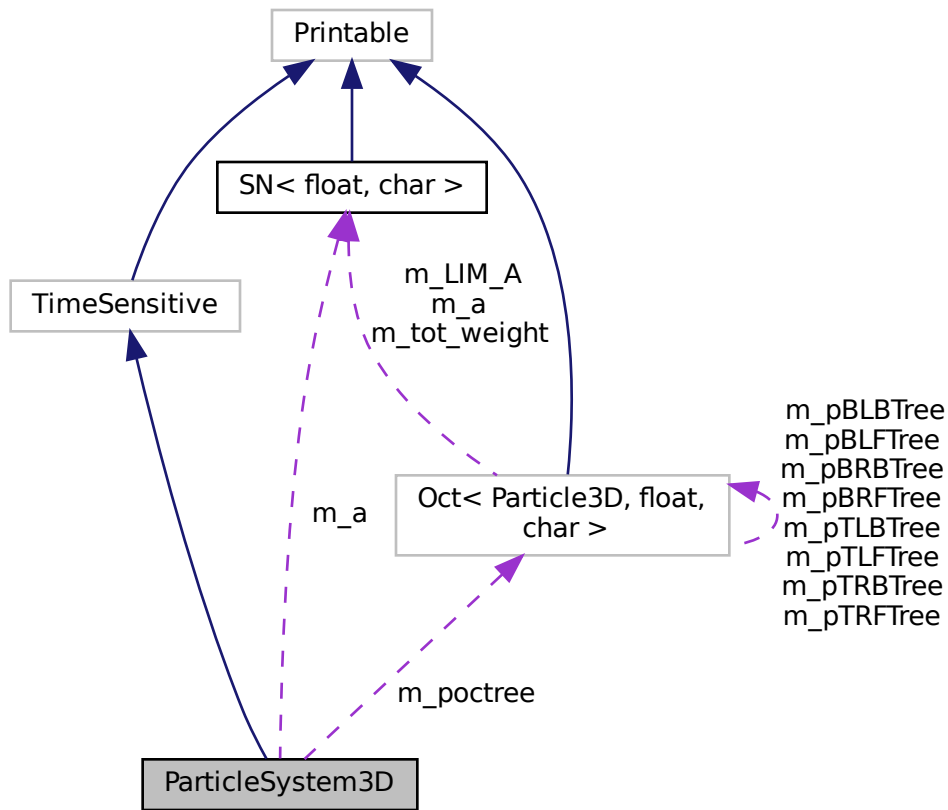 Printable
SN< float, char >
TimeSensitive
m_LIM_A
m_a
m_tot_weight
m_pBLBTree
m_pBLFTree
m_pBRBTree
m_pBRFTree
m_pTLBTree
m_pTLFTree
m_pTRBTree
m_pTRFTree
Oct< Particle3D, float,
char >
m_a
m_poctree
ParticleSystem3D